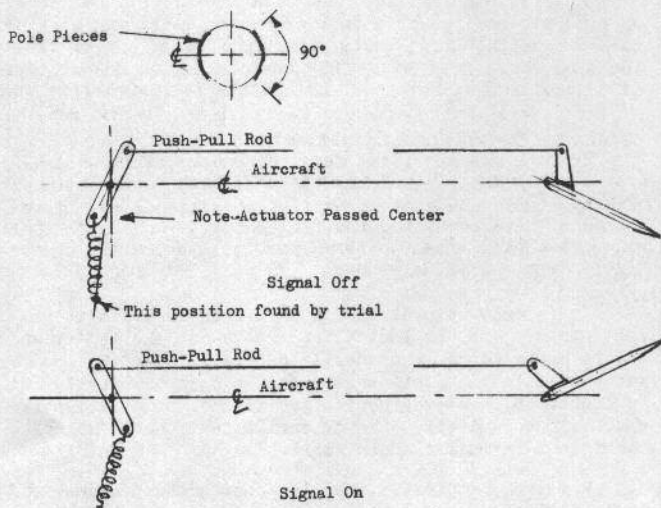 Pole Pieces
℄
90°
Push-Pull Rod
Aircraft
℄
Note-Actuator Passed Center
Signal Off
This position found by trial
Push-Pull Rod
Aircraft
℄
Signal On